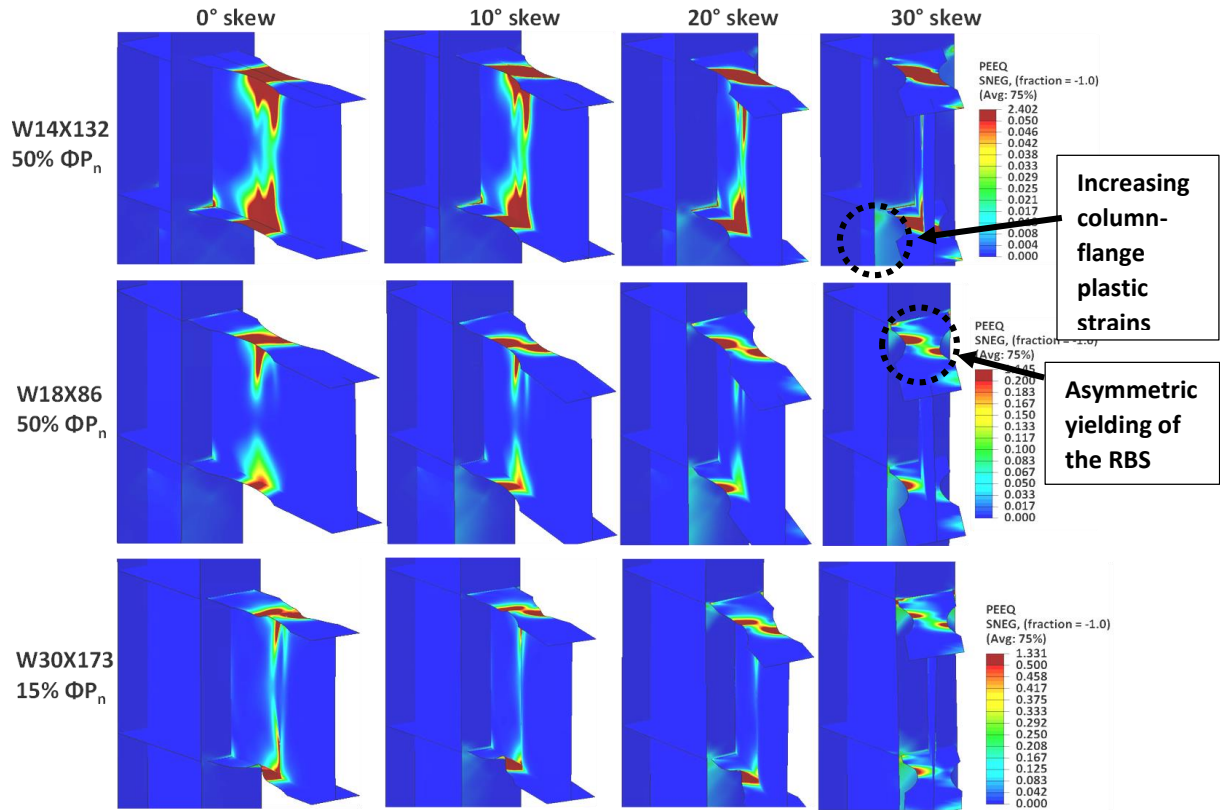 0° skew
10° skew
20° skew
30° skew
W14X132
50% ΦPₙ
PEEQ
SNEG, (fraction = -1.0)
(Avg: 75%)
2.402
0.050
0.046
0.042
0.038
0.033
0.029
0.025
0.021
0.017
0.008
0.004
0.000
Increasing
column-
flange
plastic
strains
W18X86
50% ΦPₙ
PEEQ
SNEG, (fraction = -1.0)
(Avg: 75%)
0.200
0.183
0.167
0.150
0.133
0.117
0.100
0.083
0.067
0.050
0.033
0.017
0.000
Asymmetric
yielding of
the RBS
W30X173
15% ΦPₙ
PEEQ
SNEG, (fraction = -1.0)
(Avg: 75%)
1.331
0.500
0.458
0.417
0.375
0.333
0.292
0.250
0.208
0.167
0.125
0.083
0.042
0.000